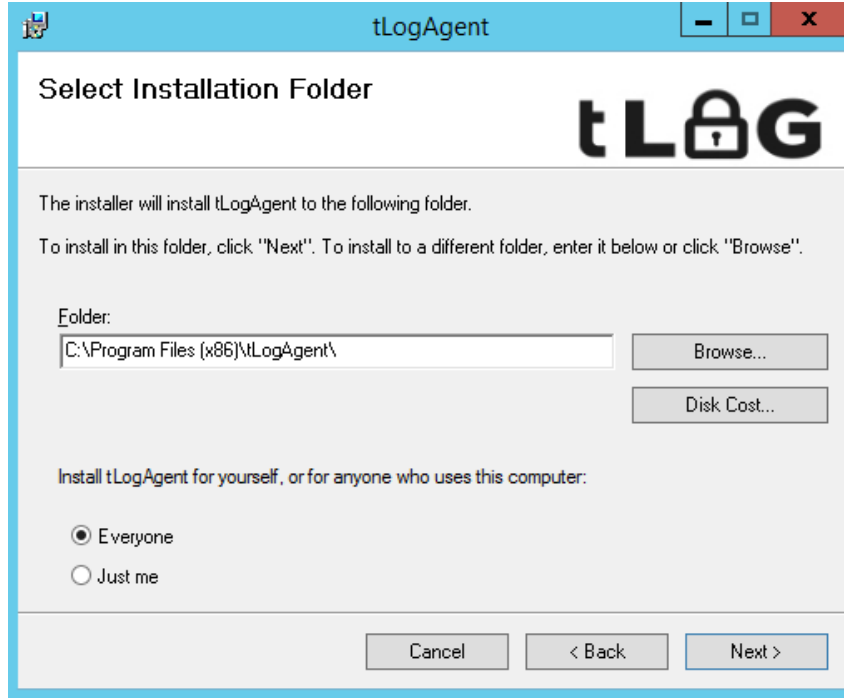 tLogAgent
Select Installation Folder
tLOG
The installer will install tLogAgent to the following folder.
To install in this folder, click "Next". To install to a different folder, enter it below or click "Browse".
Folder:
C:\Program Files (x86)\tLogAgent\
Browse...
Disk Cost...
Install tLogAgent for yourself, or for anyone who uses this computer:
Everyone
Just me
Cancel
< Back
Next >